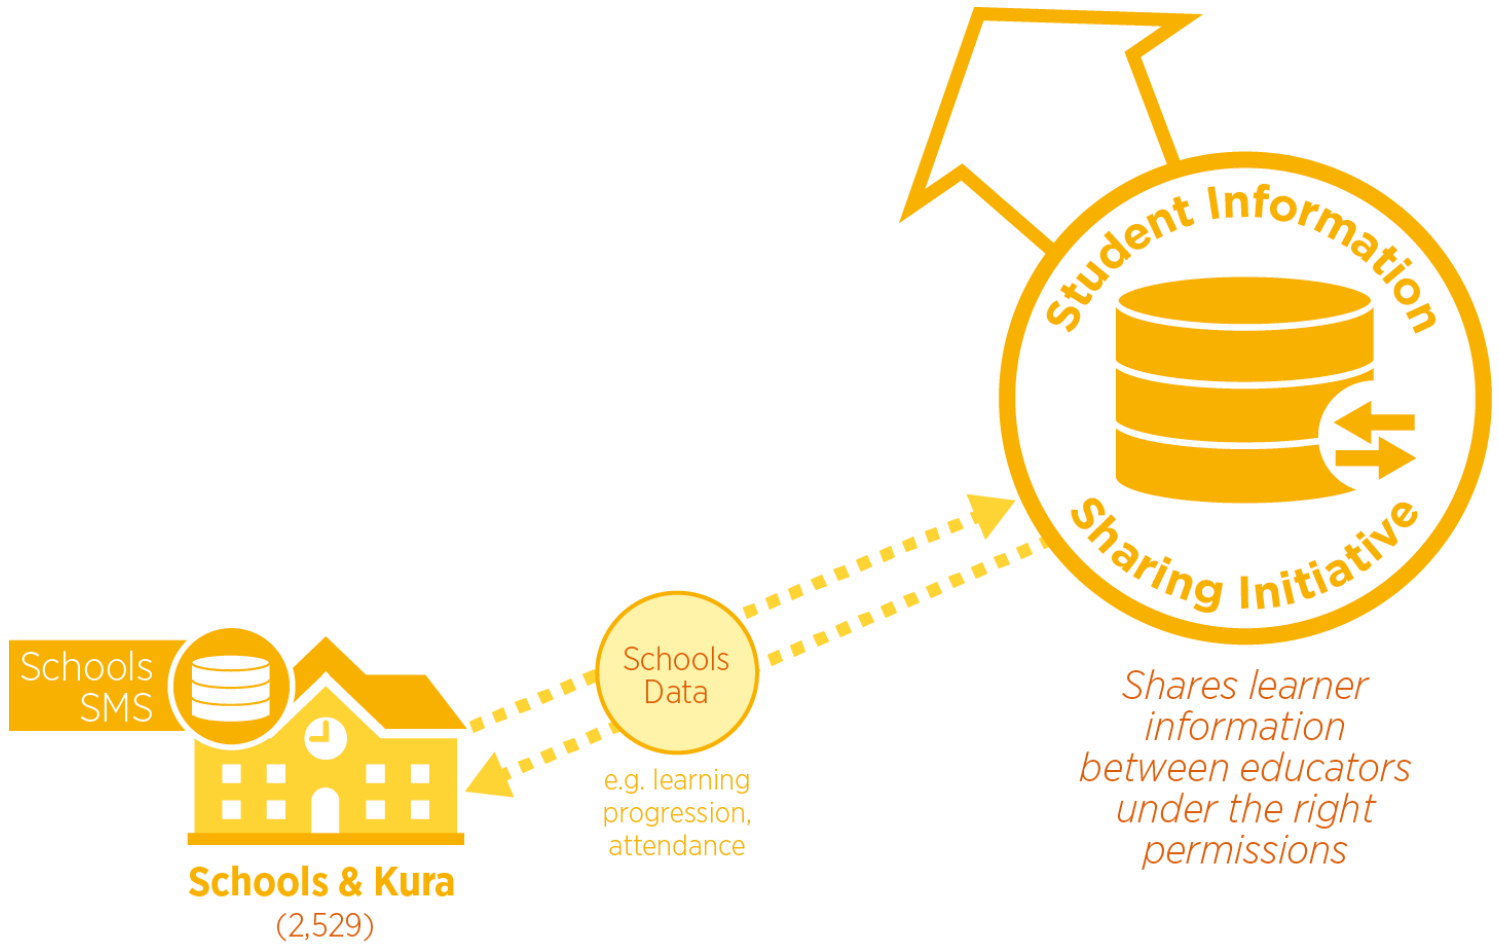 Student Information
Sharing Initiative
Shares learner
information
between educators
under the right
permissions
Schools
Data
e.g. learning
progression,
attendance
Schools
SMS
Schools & Kura
(2,529)